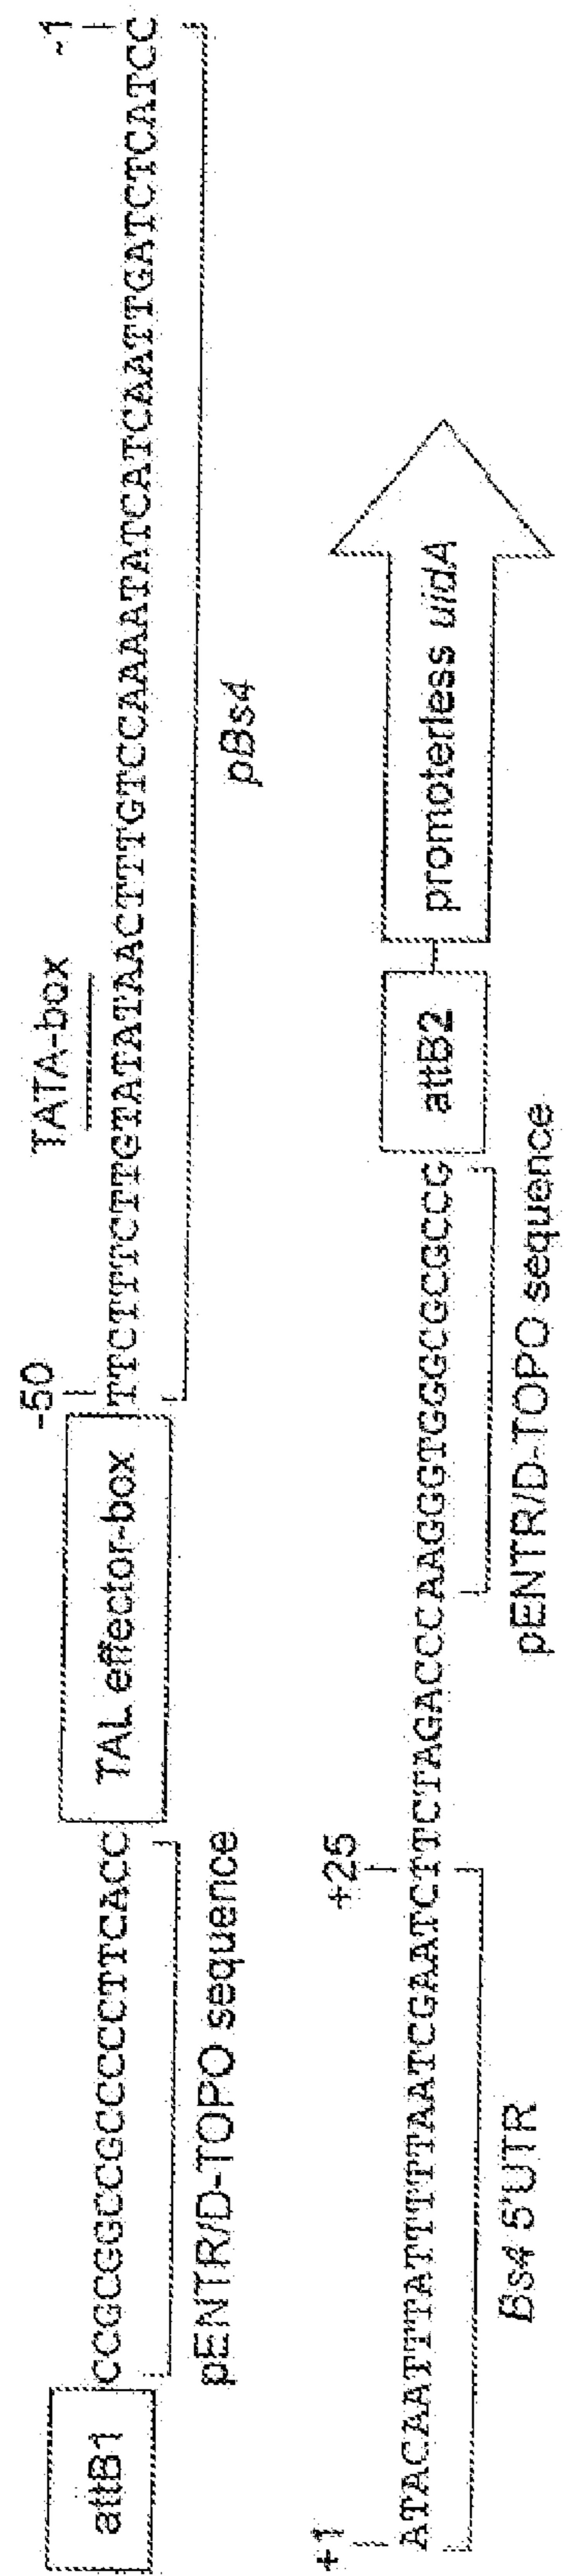 TATA-box
-50 -1
attB1 CCGCGGCCGCCCCCTTCACC TAL effector-box TTCTTTCTTGTATATAACTTTGTCCAAAATATCATCAATTGATCTCATCC
pENTR/D-TOPO sequence pBs4
+1 +25
ATACAATTTATTTTTAATCGAATCTTCTAGACCCAAGGGTGGGCGCGCCG attB2 promoterless uidA
Bs4 5'UTR pENTR/D-TOPO sequence